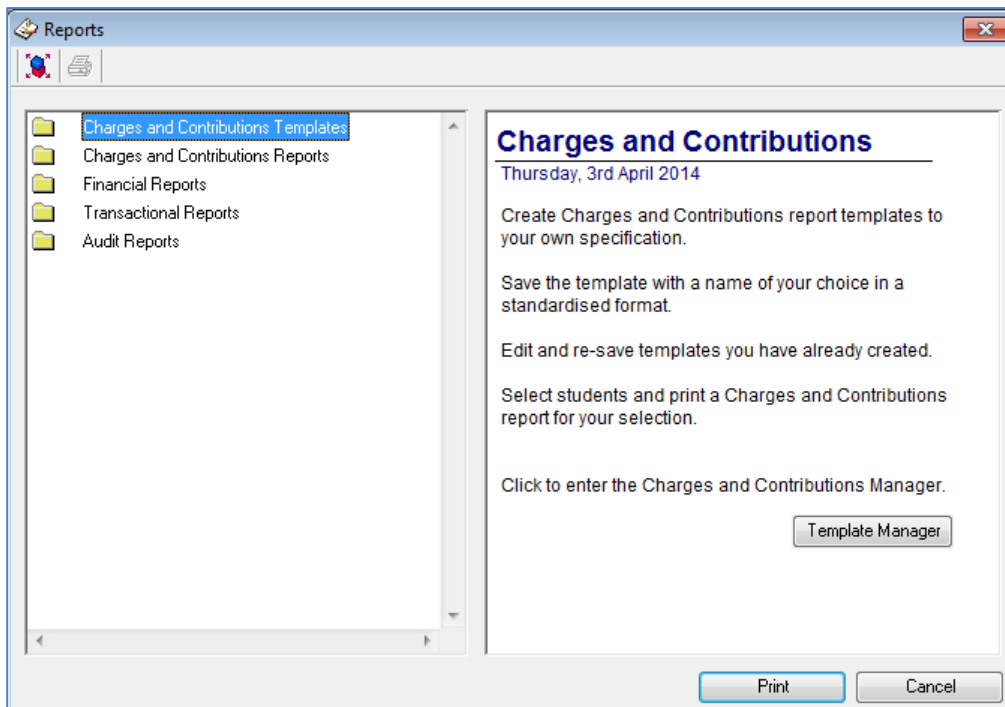 Reports
Charges and Contributions Templates
Charges and Contributions Reports
Financial Reports
Transactional Reports
Audit Reports
Charges and Contributions
Thursday, 3rd April 2014
Create Charges and Contributions report templates to
your own specification.
Save the template with a name of your choice in a
standardised format.
Edit and re-save templates you have already created.
Select students and print a Charges and Contributions
report for your selection.
Click to enter the Charges and Contributions Manager.
Template Manager
Print
Cancel